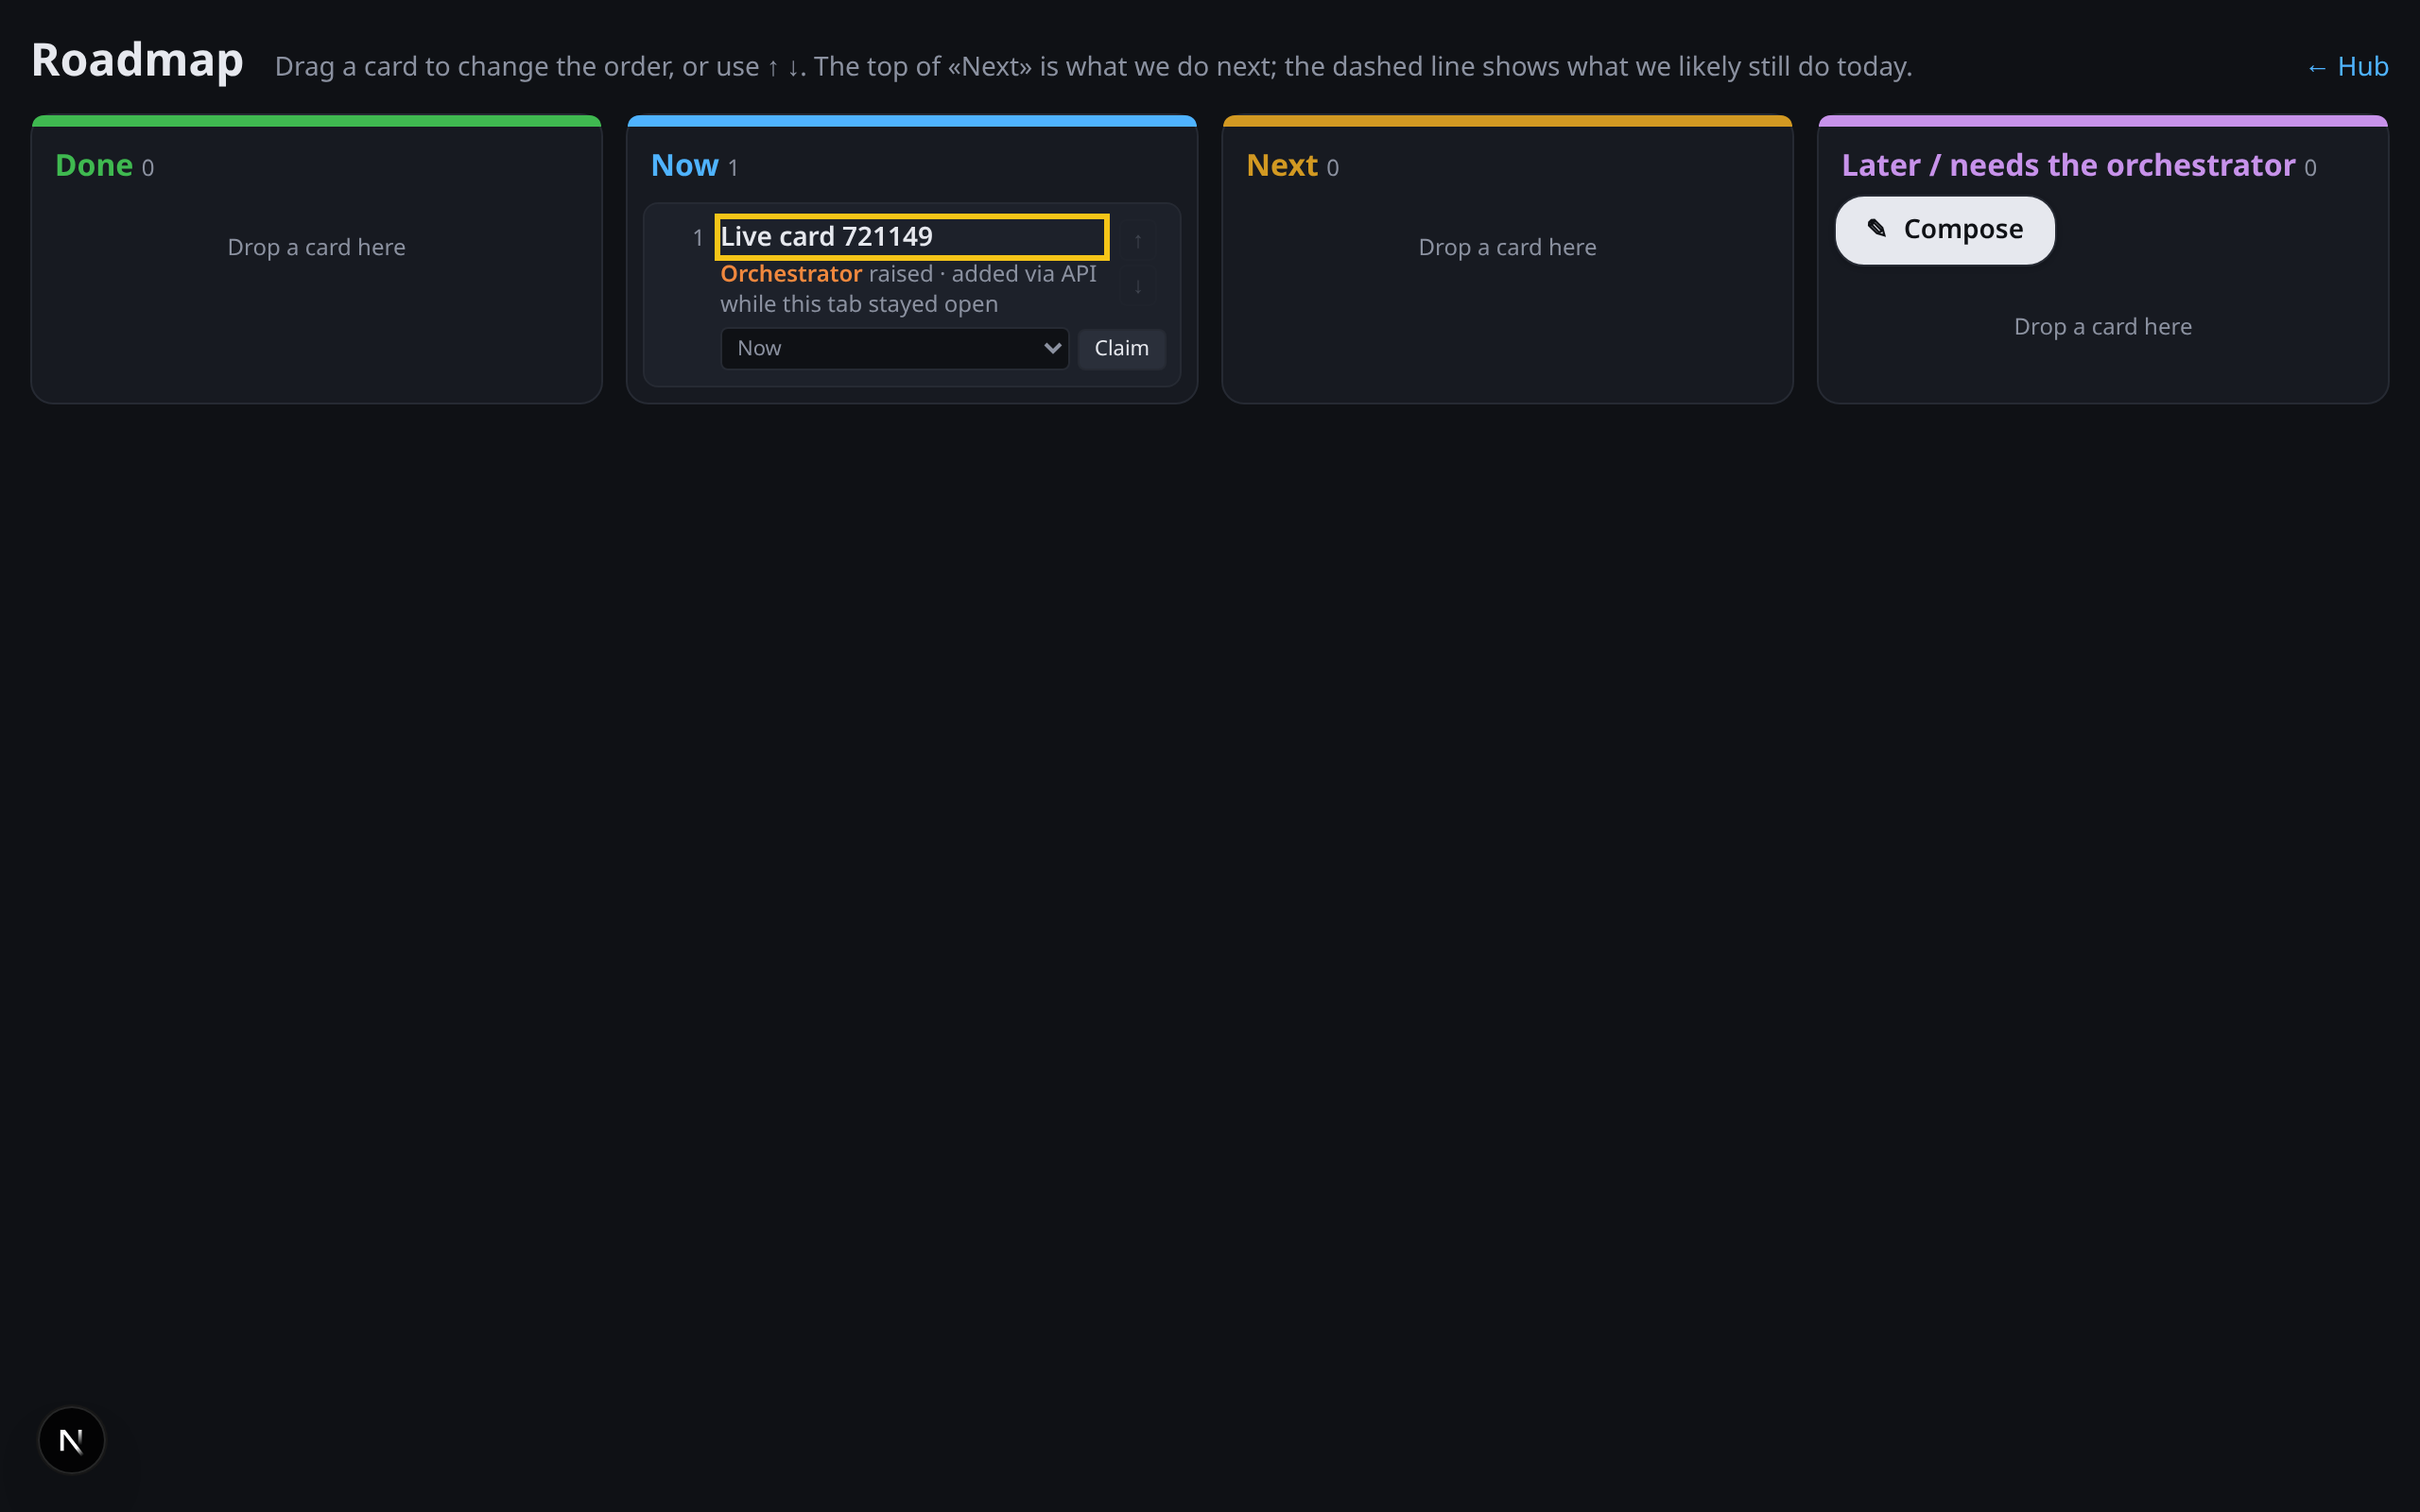 Roadmap Drag a card to change the order, or use ↑ ↓. The top of «Next» is what we do next; the dashed line shows what we likely still do today. ← Hub
Done 0
Drop a card here
Now 1
1 Live card 721149 ↑
Orchestrator raised · added via API ↓
while this tab stayed open
Now Claim
Next 0
Drop a card here
Later / needs the orchestrator 0
✎ Compose
Drop a card here
N